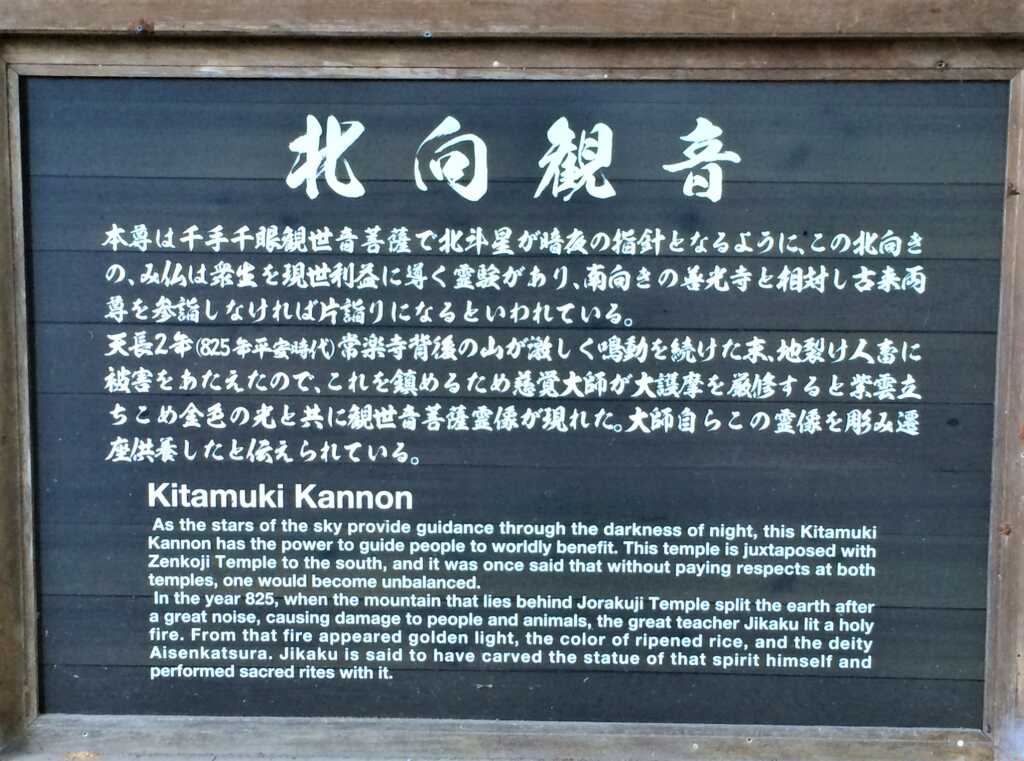 北向観音
本尊は千手千眼観世音菩薩で北斗星が暗夜の指針となるように、この北向き
の、み仏は衆生を現世利益に導く霊験があり、南向きの善光寺と相対し古来両
尊を参詣しなければ片詣りになるといわれている。
天長2年(825年平安時代)常楽寺背後の山が激しく鳴動を続けた末、地裂け人畜に
被害をあたえたので、これを鎮めるため慈覚大師が大護摩を厳修すると紫雲立
ちこめ金色の光と共に観世音菩薩霊像が現れた。大師自らこの霊像を彫み遷
座供養したと伝えられている。
Kitamuki Kannon
As the stars of the sky provide guidance through the darkness of night, this Kitamuki
Kannon has the power to guide people to worldly benefit. This temple is juxtaposed with
Zenkoji Temple to the south, and it was once said that without paying respects at both
temples, one would become unbalanced.
In the year 825, when the mountain that lies behind Jorakuji Temple split the earth after
a great noise, causing damage to people and animals, the great teacher Jikaku lit a holy
fire. From that fire appeared golden light, the color of ripened rice, and the deity
Aisenkatsura. Jikaku is said to have carved the statue of that spirit himself and
performed sacred rites with it.